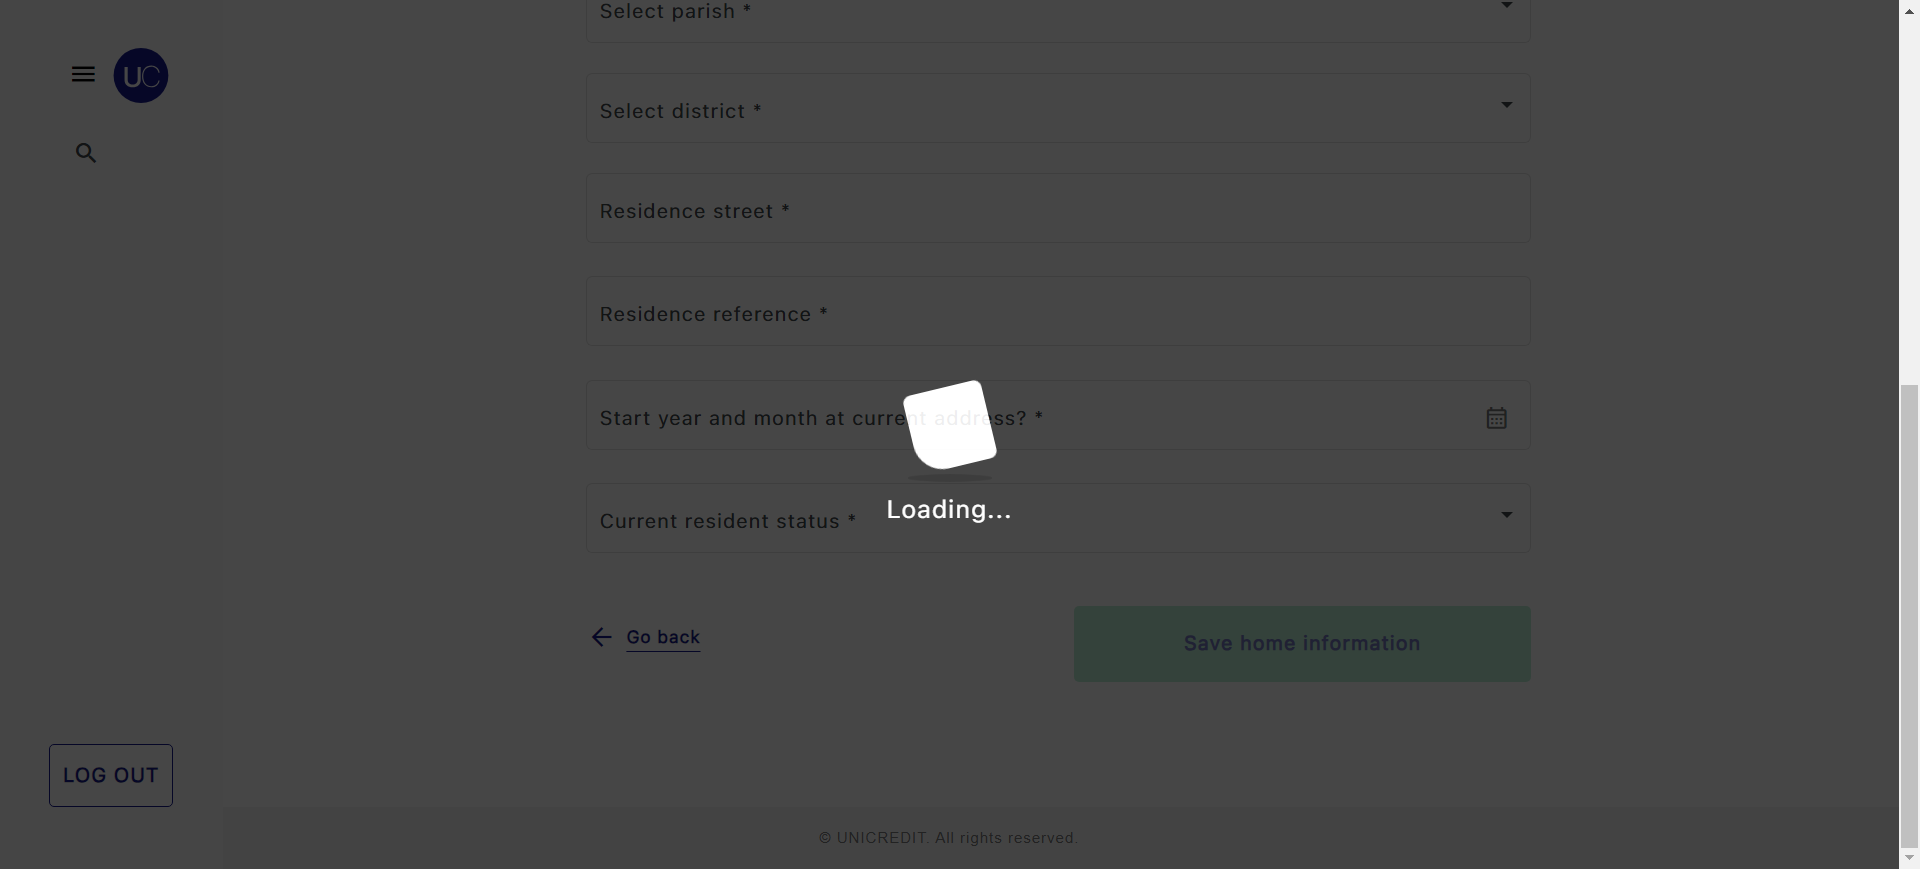 Select parish *
UC
Select district *
Residence street *
Residence reference *
Start year and month at current address? *
Loading...
Current resident status *
Go back
Save home information
LOG OUT
© UNICREDIT. All rights reserved.